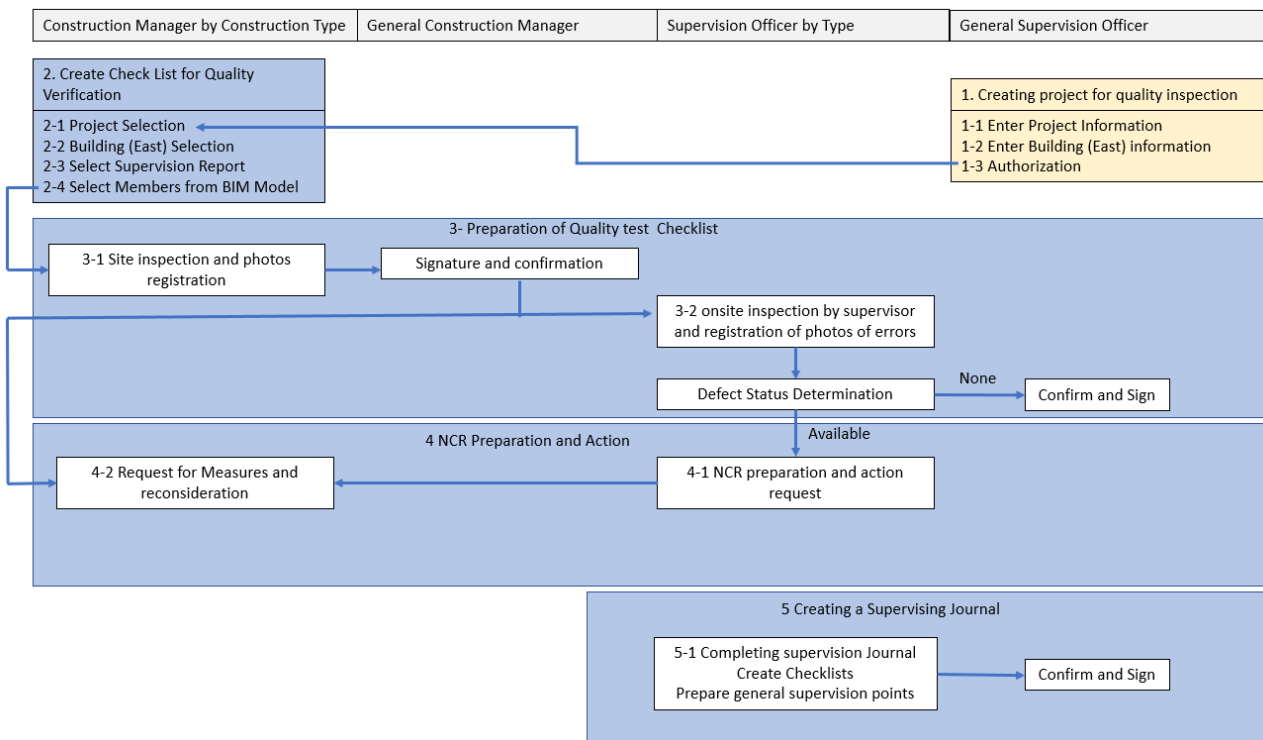 Construction Manager by Construction Type
General Construction Manager
Supervision Officer by Type
General Supervision Officer
2. Create Check List for Quality
Verification
2-1 Project Selection
2-2 Building (East) Selection
2-3 Select Supervision Report
2-4 Select Members from BIM Model
1. Creating project for quality inspection
1-1 Enter Project Information
1-2 Enter Building (East) information
1-3 Authorization
3- Preparation of Quality test Checklist
3-1 Site inspection and photos
registration
Signature and confirmation
3-2 onsite inspection by supervisor
and registration of photos of errors
Defect Status Determination
None
Confirm and Sign
Available
4 NCR Preparation and Action
4-2 Request for Measures and
reconsideration
4-1 NCR preparation and action
request
5 Creating a Supervising Journal
5-1 Completing supervision Journal
Create Checklists
Prepare general supervision points
Confirm and Sign